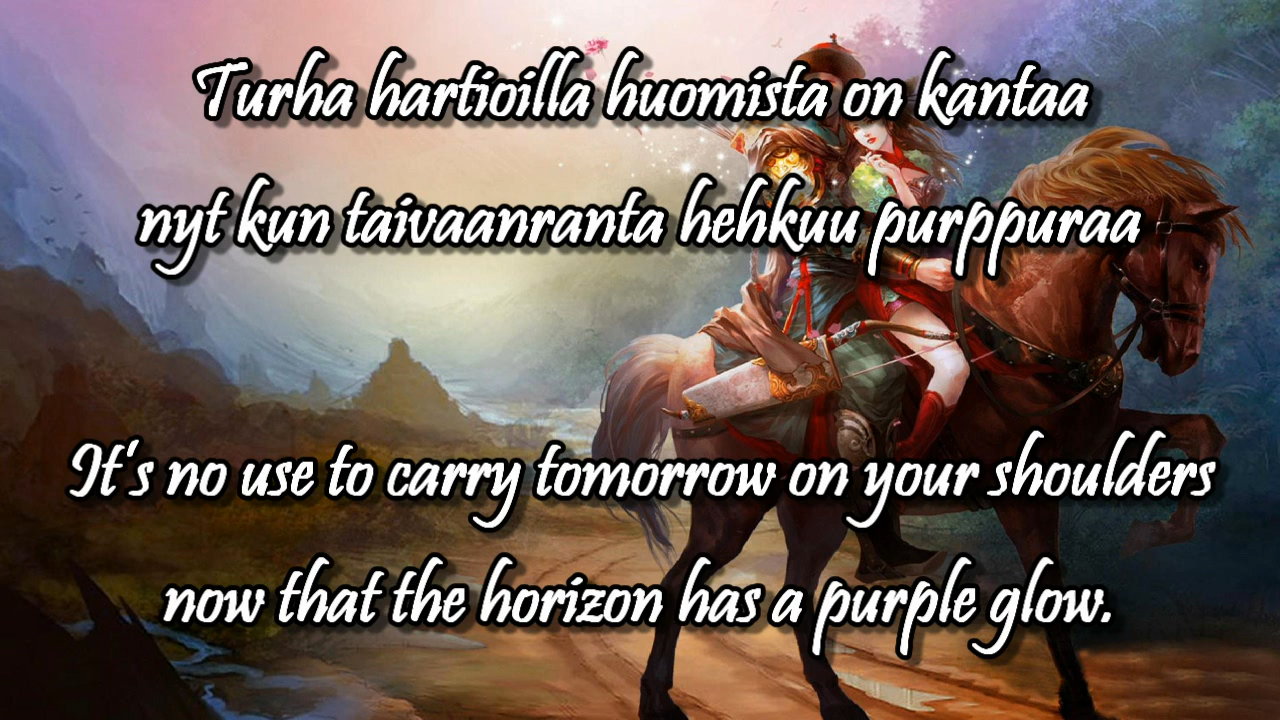 Turha hartioilla huomista on kantaa
nyt kun taivaanranta hehkuu purppuraa
It's no use to carry tomorrow on your shoulders
now that the horizon has a purple glow.